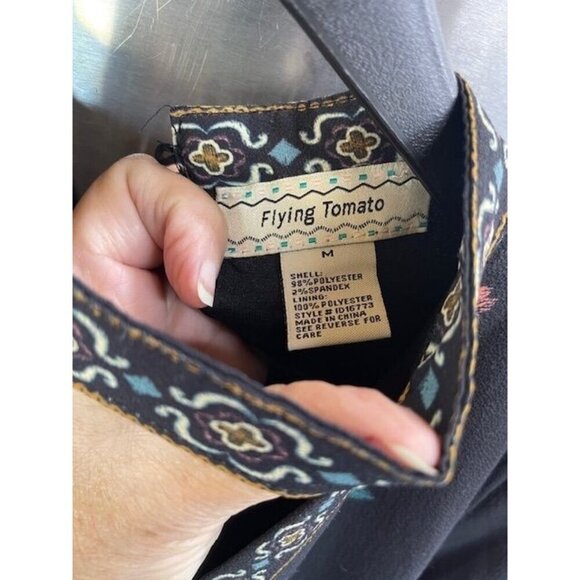 Flying Tomato
M
SHELL:
98%POLYESTER
2%SPANDEX
LINING:
100%POLYESTER
STYLE# ID16773
MADE IN CHINA
SEE REVERSE FOR
CARE